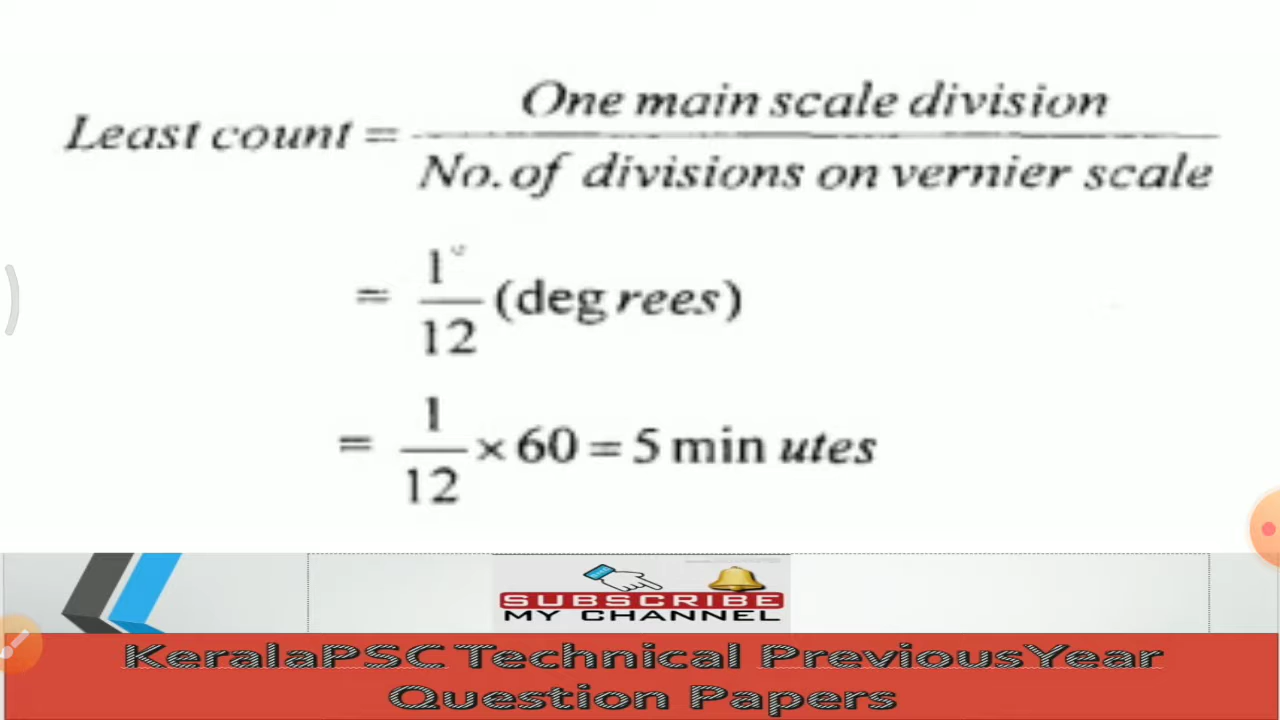 Least count = One main scale division / No. of divisions on vernier scale
= 1° / 12 (degrees)
= 1 / 12 × 60 = 5 minutes
SUBSCRIBE
MY CHANNEL
KeralaPSC Technical PreviousYear
Question Papers